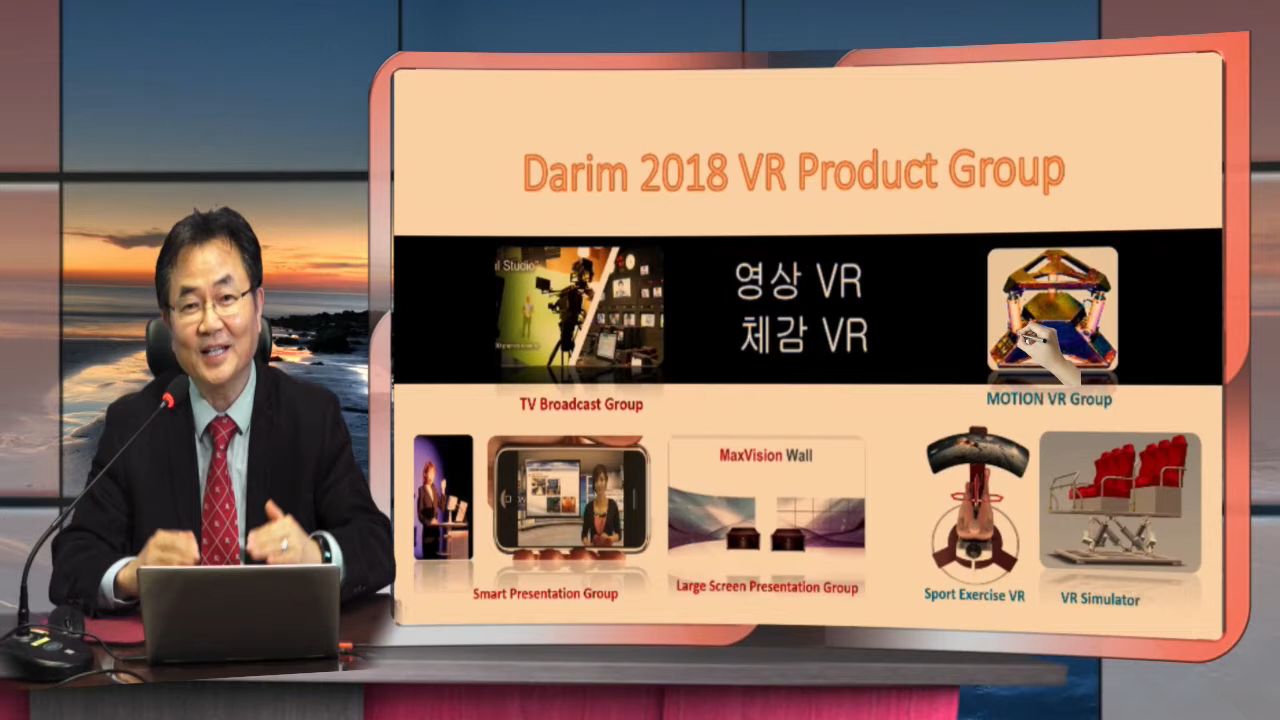 Darim 2018 VR Product Group
l Studio"
영상 VR
체감 VR
TV Broadcast Group
MOTION VR Group
MaxVision Wall
Smart Presentation Group
Large Screen Presentation Group
Sport Exercise VR
VR Simulator